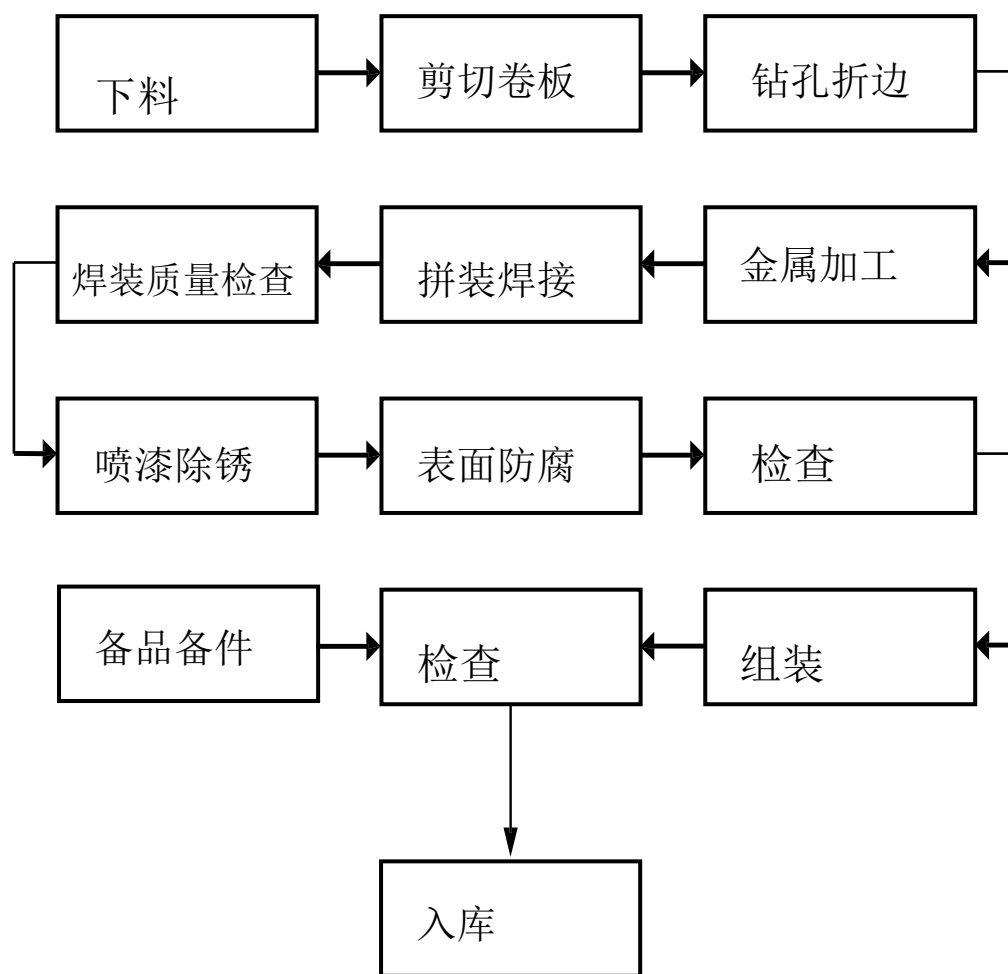 下料
剪切卷板
钻孔折边
焊装质量检查
拼装焊接
金属加工
喷漆除锈
表面防腐
检查
备品备件
检查
组装
入库